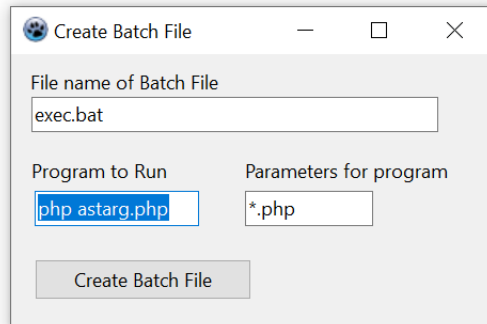 Create Batch File
File name of Batch File
exec.bat
Program to Run Parameters for program
php astarg.php *.php
Create Batch File